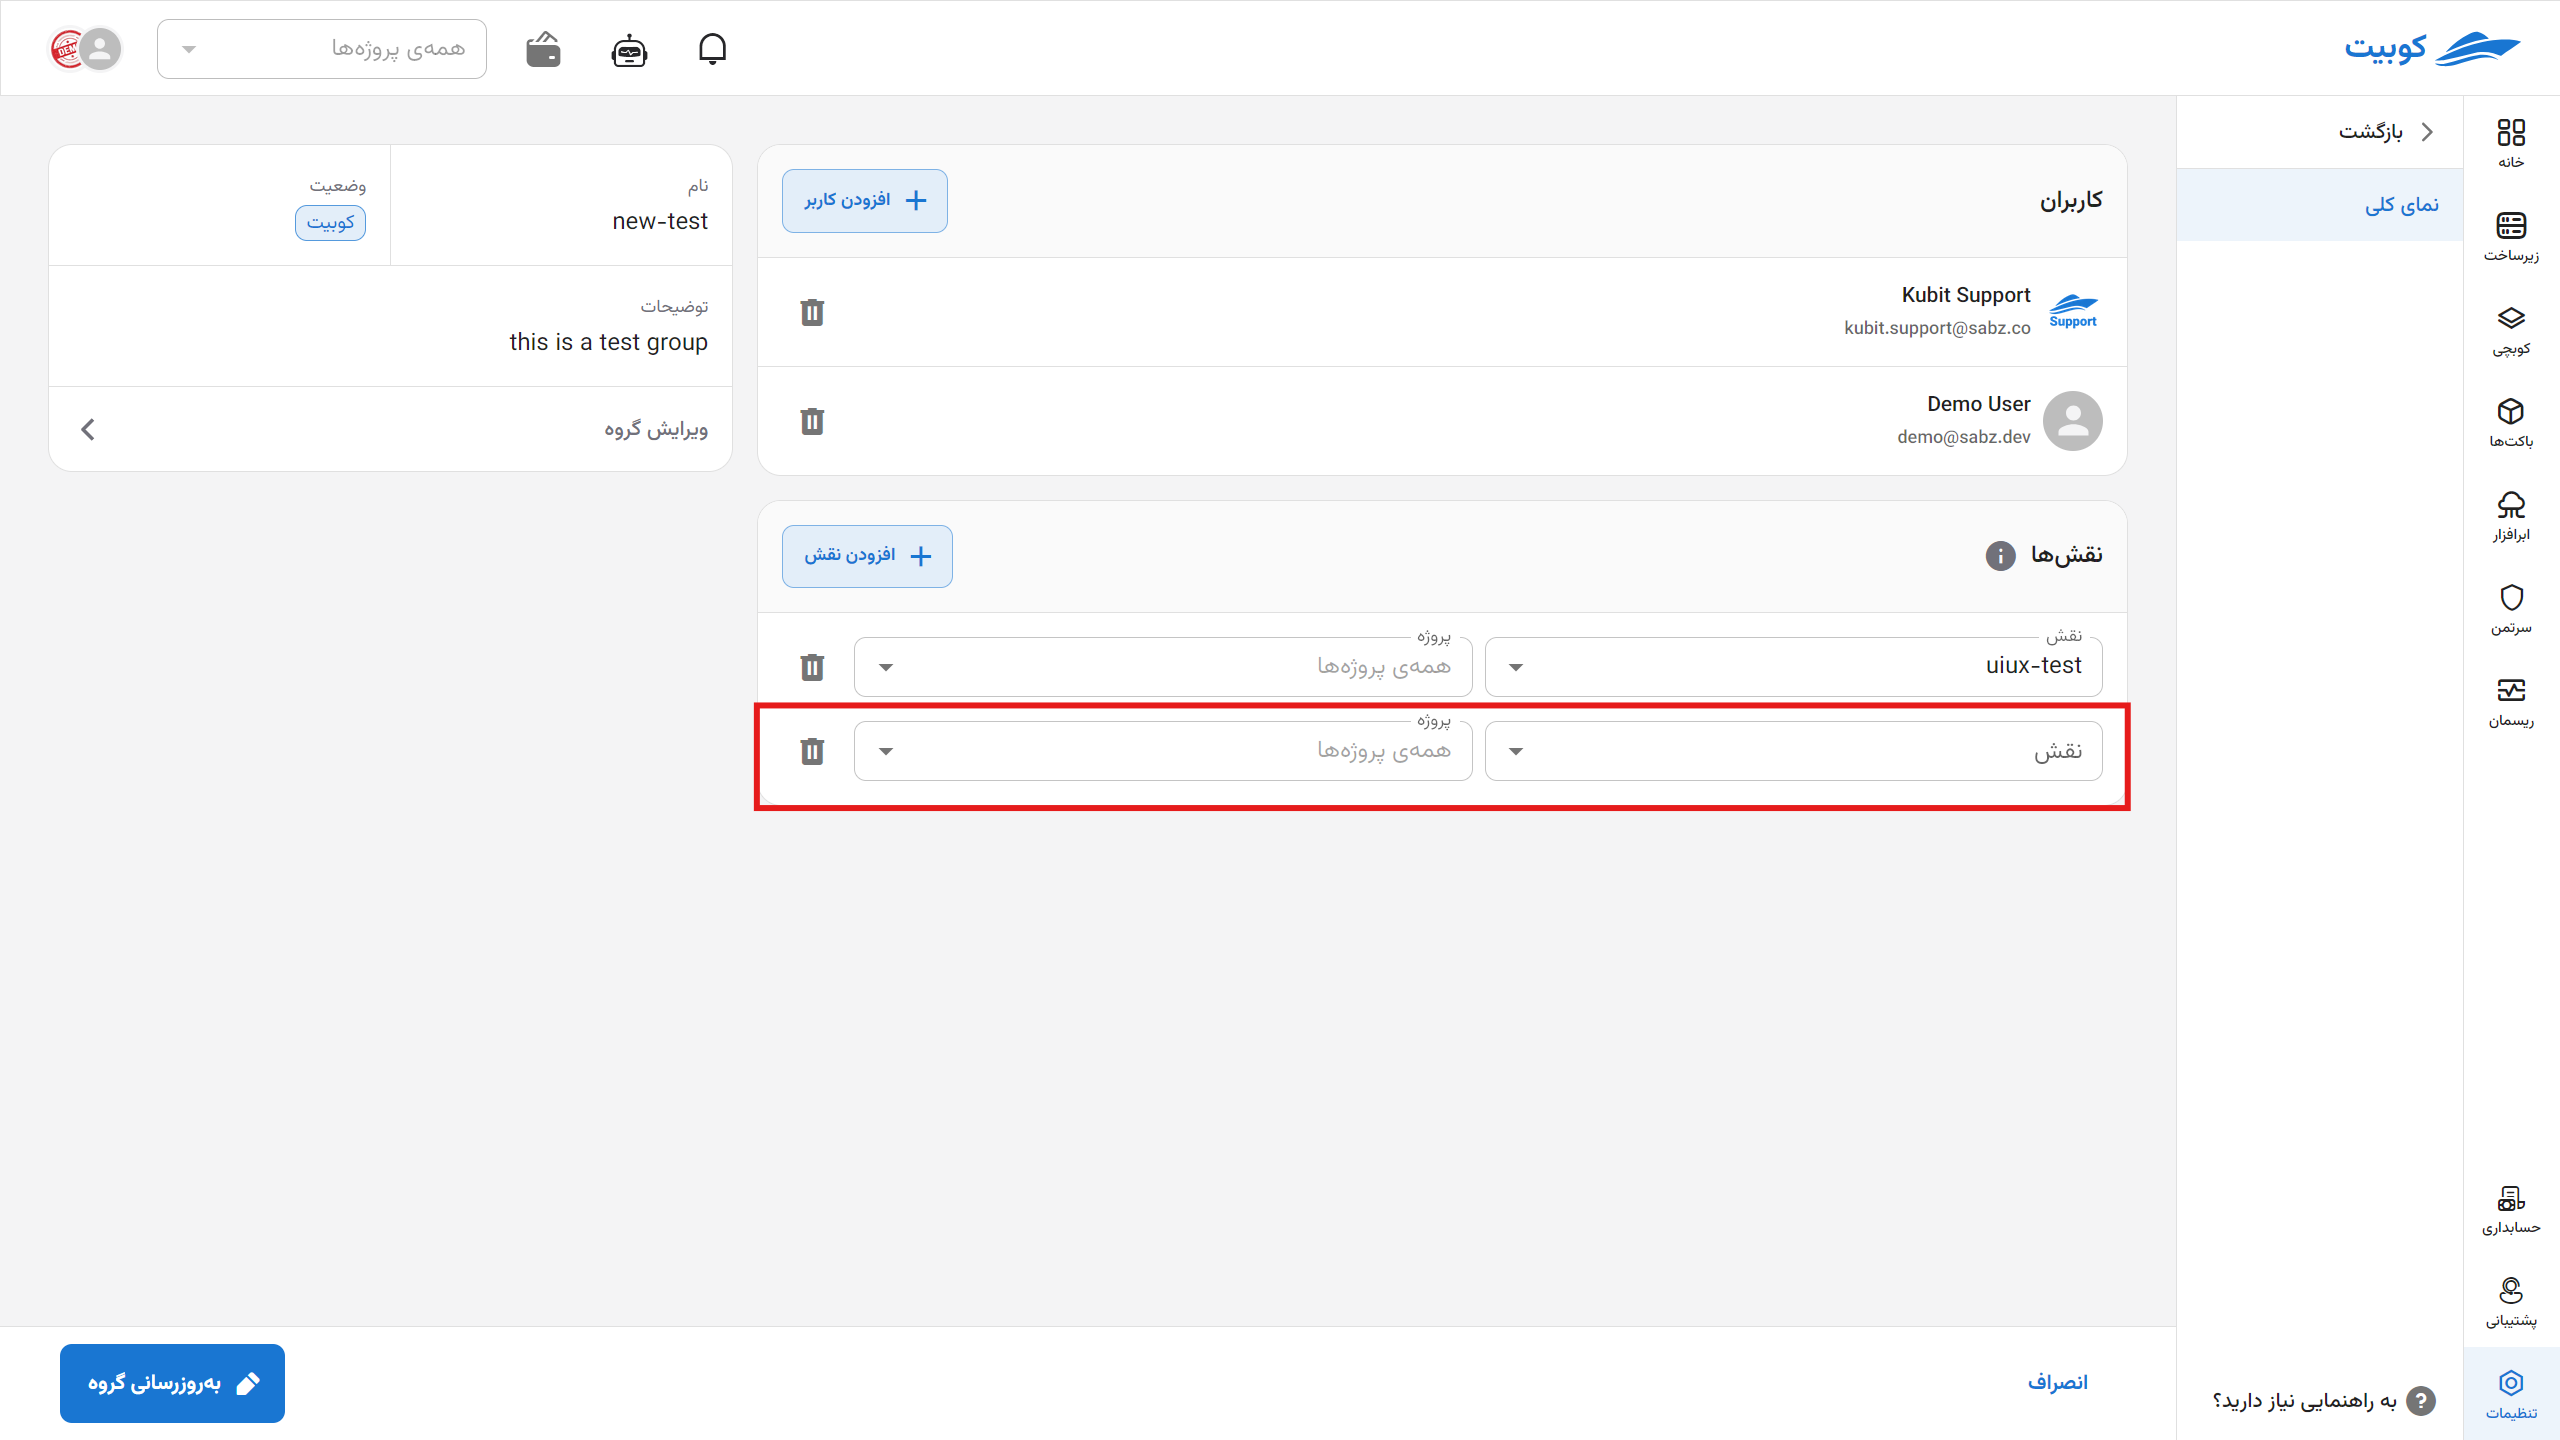 کوبیت
همه‌ی پروژه‌ها
DEMO
خانه
زیرساخت
کوبچی
باکت‌ها
ابرافزار
سرتمن
ریسمان
حسابداری
پشتیبانی
تنظیمات
بازگشت
نمای کلی
به راهنمایی نیاز دارید؟
کاربران
افزودن کاربر
Kubit Support
kubit.support@sabz.co
Support
Demo User
demo@sabz.dev
نقش‌ها
افزودن نقش
نقش
uiux-test
پروژه
همه‌ی پروژه‌ها
نقش
پروژه
همه‌ی پروژه‌ها
نام
new-test
وضعیت
کوبیت
توضیحات
this is a test group
ویرایش گروه
انصراف
به‌روزرسانی گروه